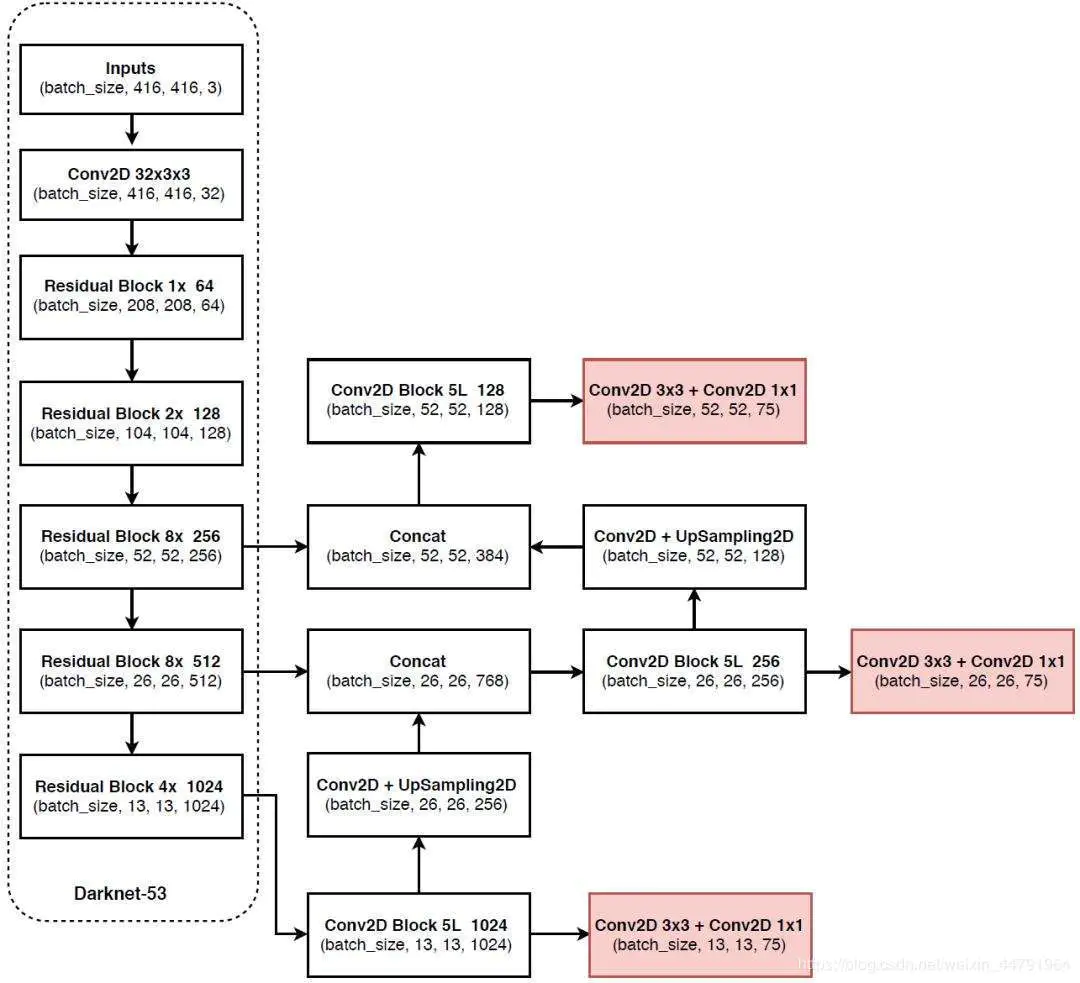 Inputs
(batch_size, 416, 416, 3)
Conv2D 32x3x3
(batch_size, 416, 416, 32)
Residual Block 1x 64
(batch_size, 208, 208, 64)
Residual Block 2x 128
(batch_size, 104, 104, 128)
Residual Block 8x 256
(batch_size, 52, 52, 256)
Residual Block 8x 512
(batch_size, 26, 26, 512)
Residual Block 4x 1024
(batch_size, 13, 13, 1024)
Darknet-53
Conv2D Block 5L 128
(batch_size, 52, 52, 128)
Conv2D 3x3 + Conv2D 1x1
(batch_size, 52, 52, 75)
Concat
(batch_size, 52, 52, 384)
Conv2D + UpSampling2D
(batch_size, 52, 52, 128)
Concat
(batch_size, 26, 26, 768)
Conv2D Block 5L 256
(batch_size, 26, 26, 256)
Conv2D 3x3 + Conv2D 1x1
(batch_size, 26, 26, 75)
Conv2D + UpSampling2D
(batch_size, 26, 26, 256)
Conv2D Block 5L 1024
(batch_size, 13, 13, 1024)
Conv2D 3x3 + Conv2D 1x1
(batch_size, 13, 13, 75)